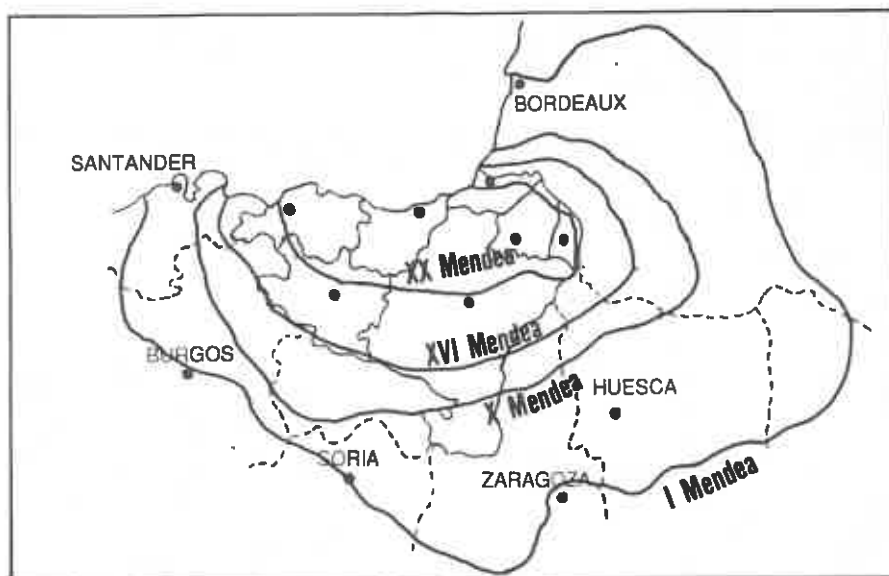 BORDEAUX
SANTANDER
XX Mendea
XVI Mendea
BURGOS
X Mendea
HUESCA
SORIA
ZARAGOZA
I Mendea